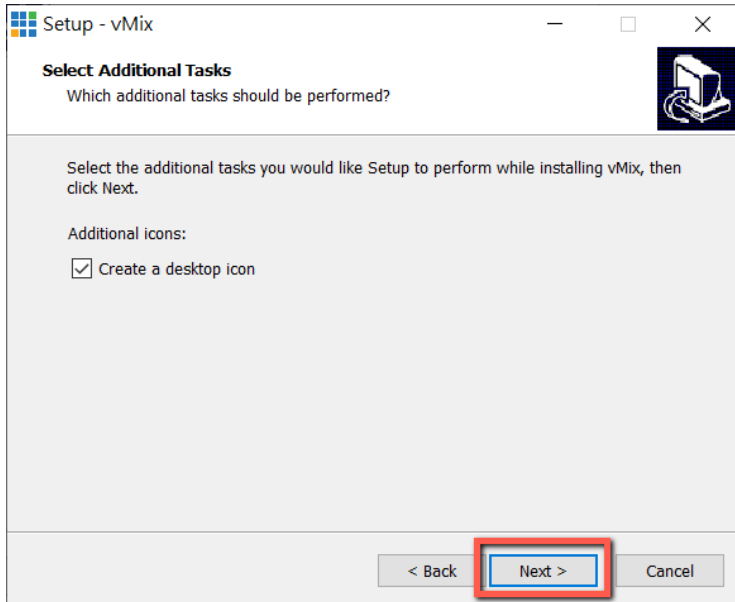 Setup - vMix
Select Additional Tasks
Which additional tasks should be performed?
Select the additional tasks you would like Setup to perform while installing vMix, then
click Next.
Additional icons:
Create a desktop icon
< Back
Next >
Cancel